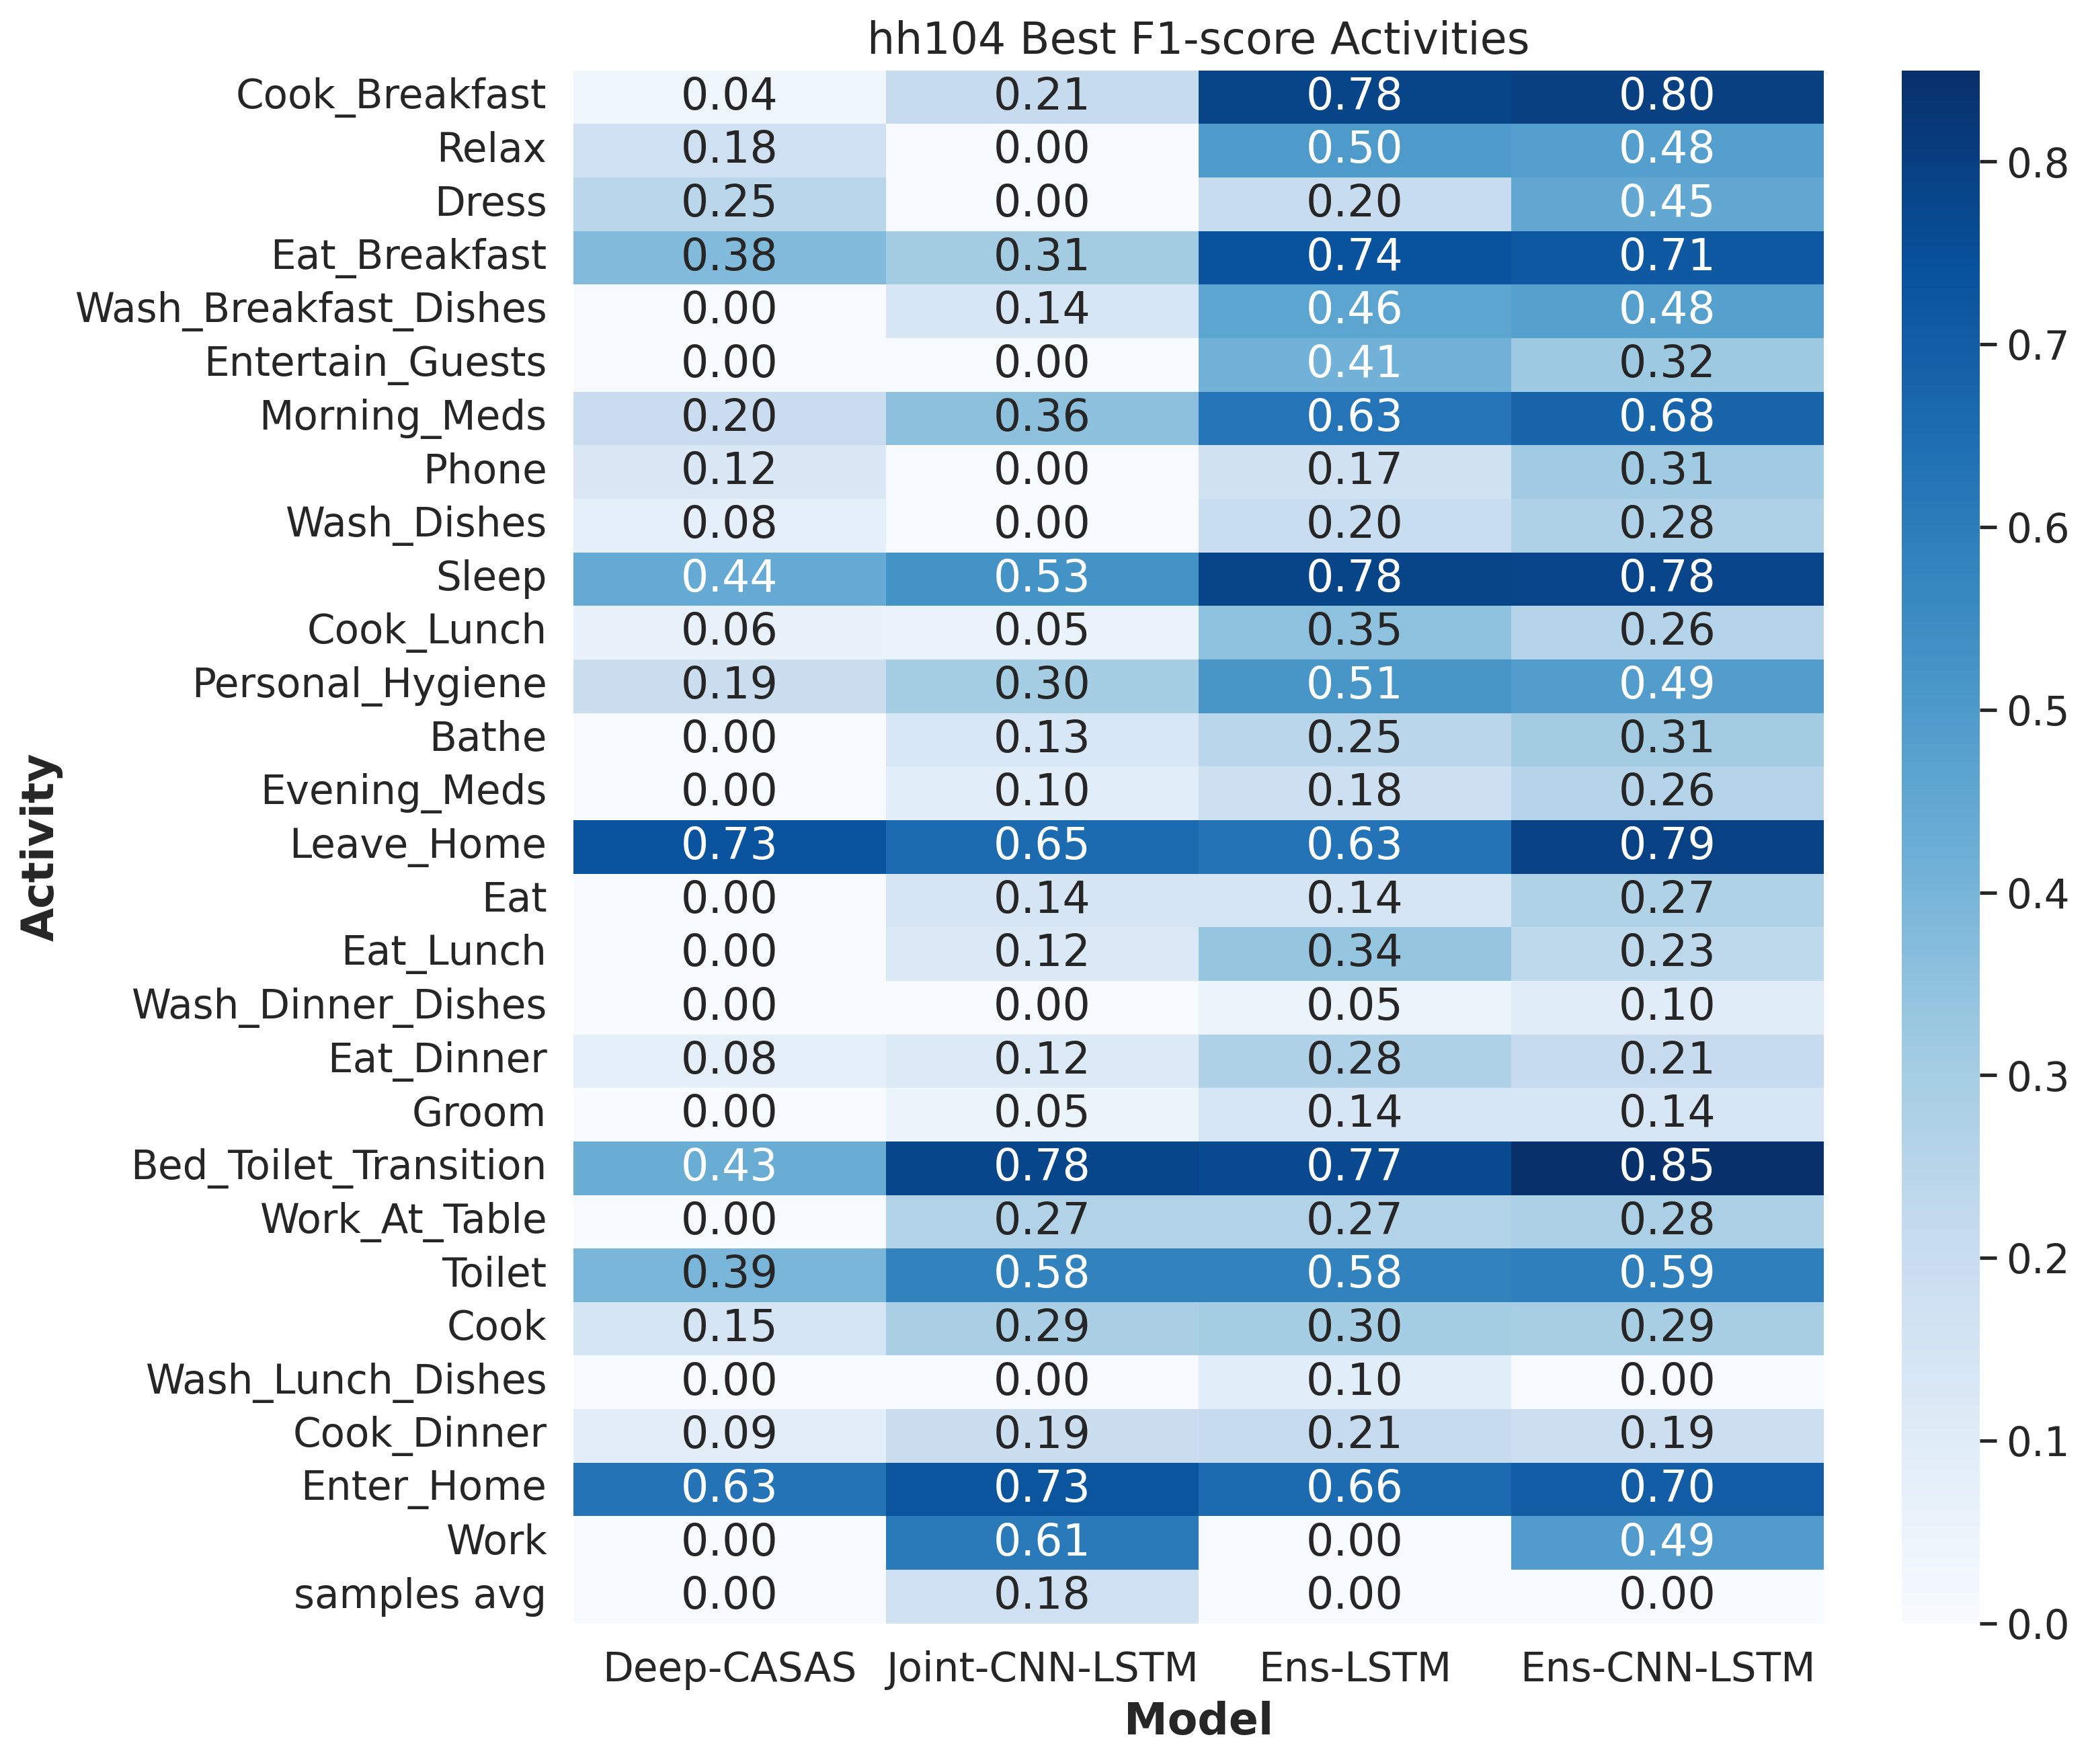 hh104 Best F1-score Activities
Cook_Breakfast 0.04 0.21 0.78 0.80
Relax 0.18 0.00 0.50 0.48
Dress 0.25 0.00 0.20 0.45
Eat_Breakfast 0.38 0.31 0.74 0.71
Wash_Breakfast_Dishes 0.00 0.14 0.46 0.48
Entertain_Guests 0.00 0.00 0.41 0.32
Morning_Meds 0.20 0.36 0.63 0.68
Phone 0.12 0.00 0.17 0.31
Wash_Dishes 0.08 0.00 0.20 0.28
Sleep 0.44 0.53 0.78 0.78
Cook_Lunch 0.06 0.05 0.35 0.26
Personal_Hygiene 0.19 0.30 0.51 0.49
Bathe 0.00 0.13 0.25 0.31
Evening_Meds 0.00 0.10 0.18 0.26
Leave_Home 0.73 0.65 0.63 0.79
Eat 0.00 0.14 0.14 0.27
Eat_Lunch 0.00 0.12 0.34 0.23
Wash_Dinner_Dishes 0.00 0.00 0.05 0.10
Eat_Dinner 0.08 0.12 0.28 0.21
Groom 0.00 0.05 0.14 0.14
Bed_Toilet_Transition 0.43 0.78 0.77 0.85
Work_At_Table 0.00 0.27 0.27 0.28
Toilet 0.39 0.58 0.58 0.59
Cook 0.15 0.29 0.30 0.29
Wash_Lunch_Dishes 0.00 0.00 0.10 0.00
Cook_Dinner 0.09 0.19 0.21 0.19
Enter_Home 0.63 0.73 0.66 0.70
Work 0.00 0.61 0.00 0.49
samples avg 0.00 0.18 0.00 0.00
Deep-CASAS Joint-CNN-LSTM Ens-LSTM Ens-CNN-LSTM
Model
Activity
0.8
0.7
0.6
0.5
0.4
0.3
0.2
0.1
0.0